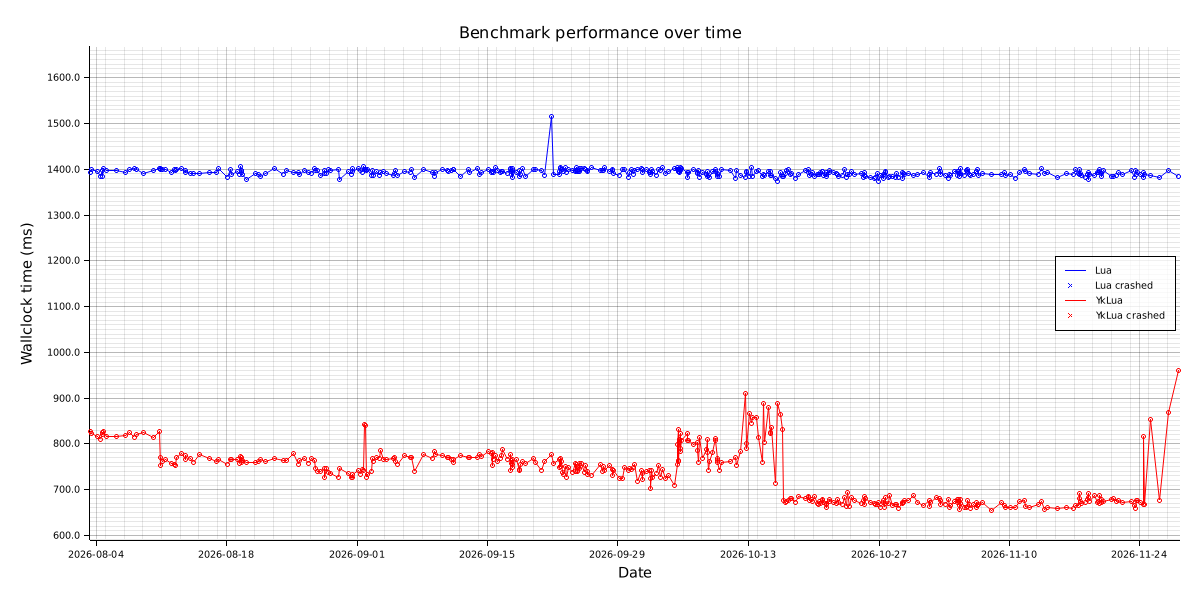 Benchmark performance over time
1600.0
1500.0
1400.0
1300.0
1200.0
1100.0
1000.0
900.0
800.0
700.0
600.0
Wallclock time (ms)
Lua
Lua crashed
YkLua
YkLua crashed
2026-08-04 2026-08-18 2026-09-01 2026-09-15 2026-09-29 2026-10-13 2026-10-27 2026-11-10 2026-11-24
Date